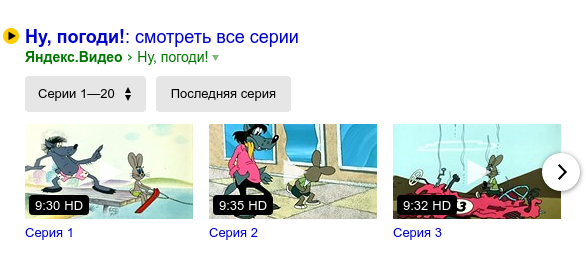 Ну, погоди!: смотреть все серии
Яндекс.Видео › Ну, погоди!
Серии 1—20
Последняя серия
9:30 HD
9:35 HD
9:32 HD
3
Серия 1
Серия 2
Серия 3